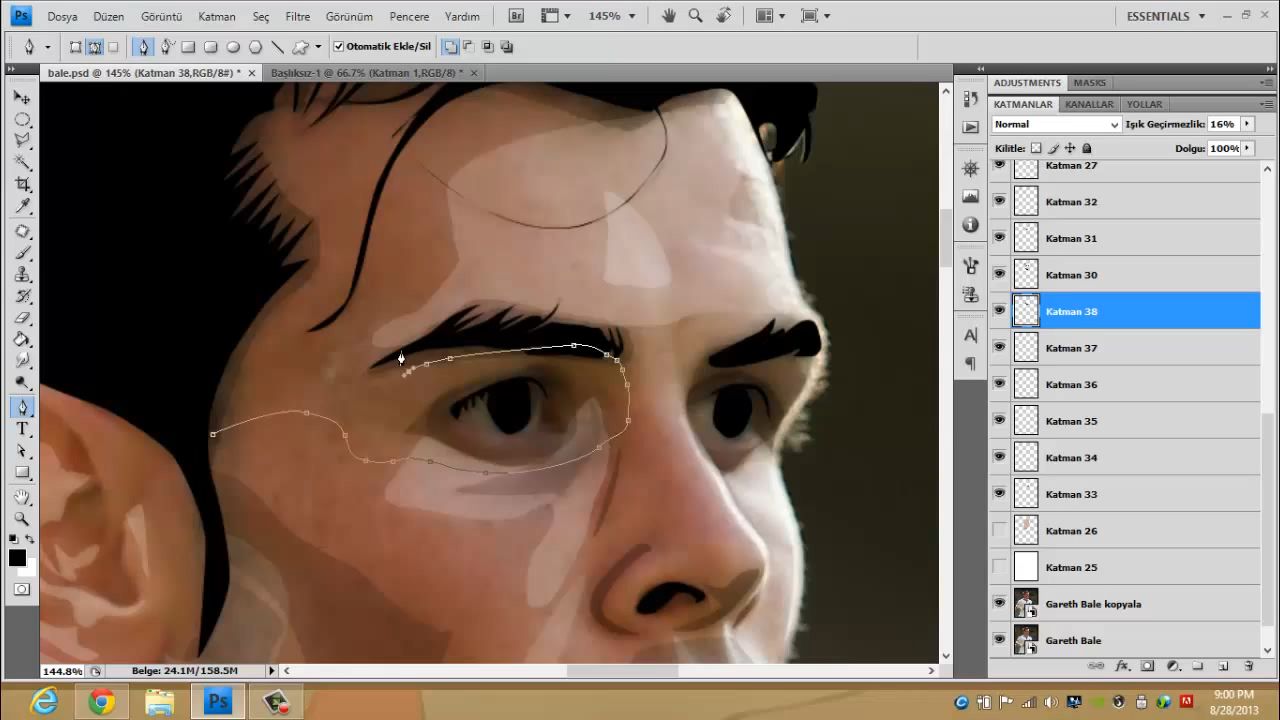 Ps Dosya Düzen Görüntü Katman Seç Filtre Görünüm Pencere Yardım Br 145% ESSENTIALS
Otomatik Ekle/Sil
bale.psd @ 145% (Katman 38,RGB/8#) * Başlıksız-1 @ 66.7% (Katman 1,RGB/8) *
ADJUSTMENTS MASKS
KATMANLAR KANALLAR YOLLAR
Normal Işık Geçirmezlik: 16%
Kilitle: Dolgu: 100%
Katman 27
Katman 32
Katman 31
Katman 30
Katman 38
Katman 37
Katman 36
Katman 35
Katman 34
Katman 33
Katman 26
Katman 25
Gareth Bale kopyala
Gareth Bale
144.8% Belge: 24.1M/158.5M
Ps
9:00 PM
8/28/2013